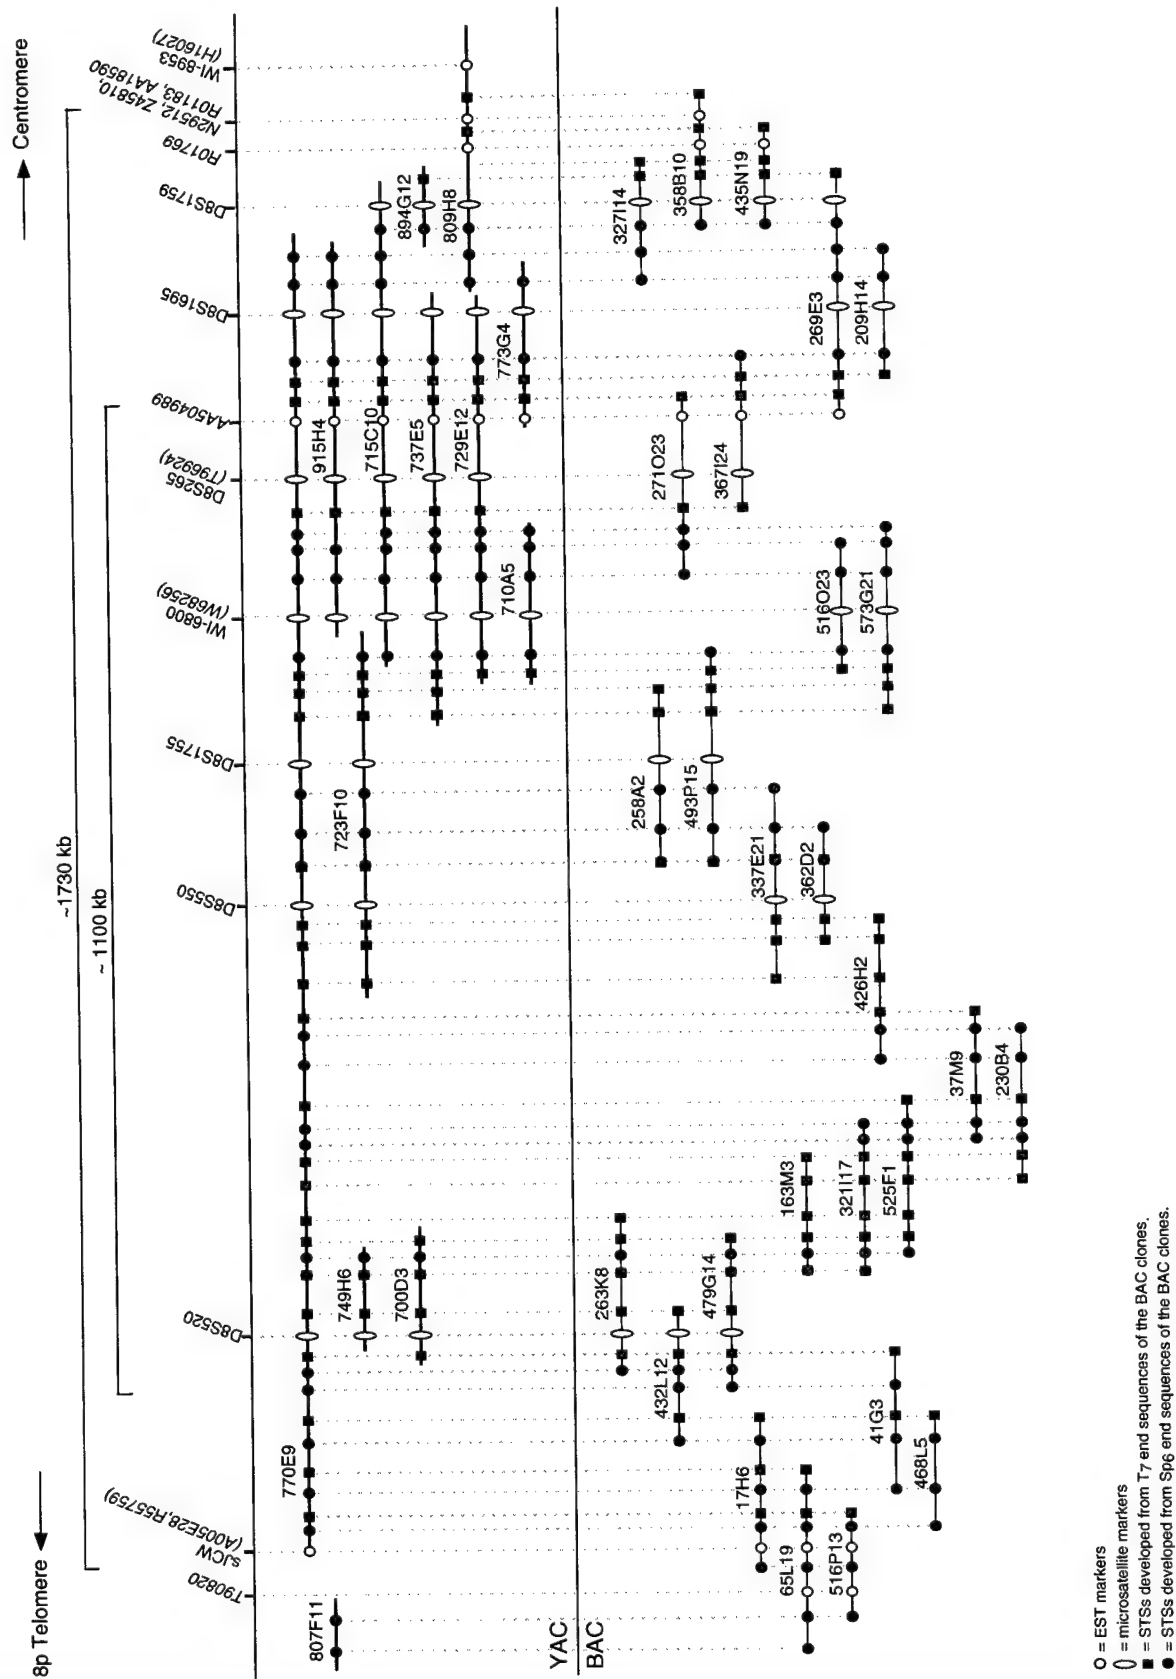 8p Telomere
Centromere
~1730 kb
~ 1100 kb
T90820
sJCW
(A005E28,R55759)
D8S520
D8S550
D8S1755
WI-6800
(W68256)
D8S265
(T96924)
AA504989
D8S1695
D8S1759
R01769
N29512, Z45810,
R01183, AA18590
WI-8953
(H16027)
807F11
770E9
749H6
700D3
723F10
710A5
915H4
715C10
737E5
729E12
773G4
894G12
809H8
YAC
BAC
65L19
516P13
17H6
468L5
41G3
432L12
263K8
479G14
163M3
321I17
525F1
230B4
37M9
426H2
337E21
362D2
258A2
493P15
516O23
573G21
271O23
367I24
269E3
209H14
327I14
358B10
435N19
= EST markers
= microsatellite markers
= STSs developed from T7 end sequences of the BAC clones.
= STSs developed from Sp6 end sequences of the BAC clones.